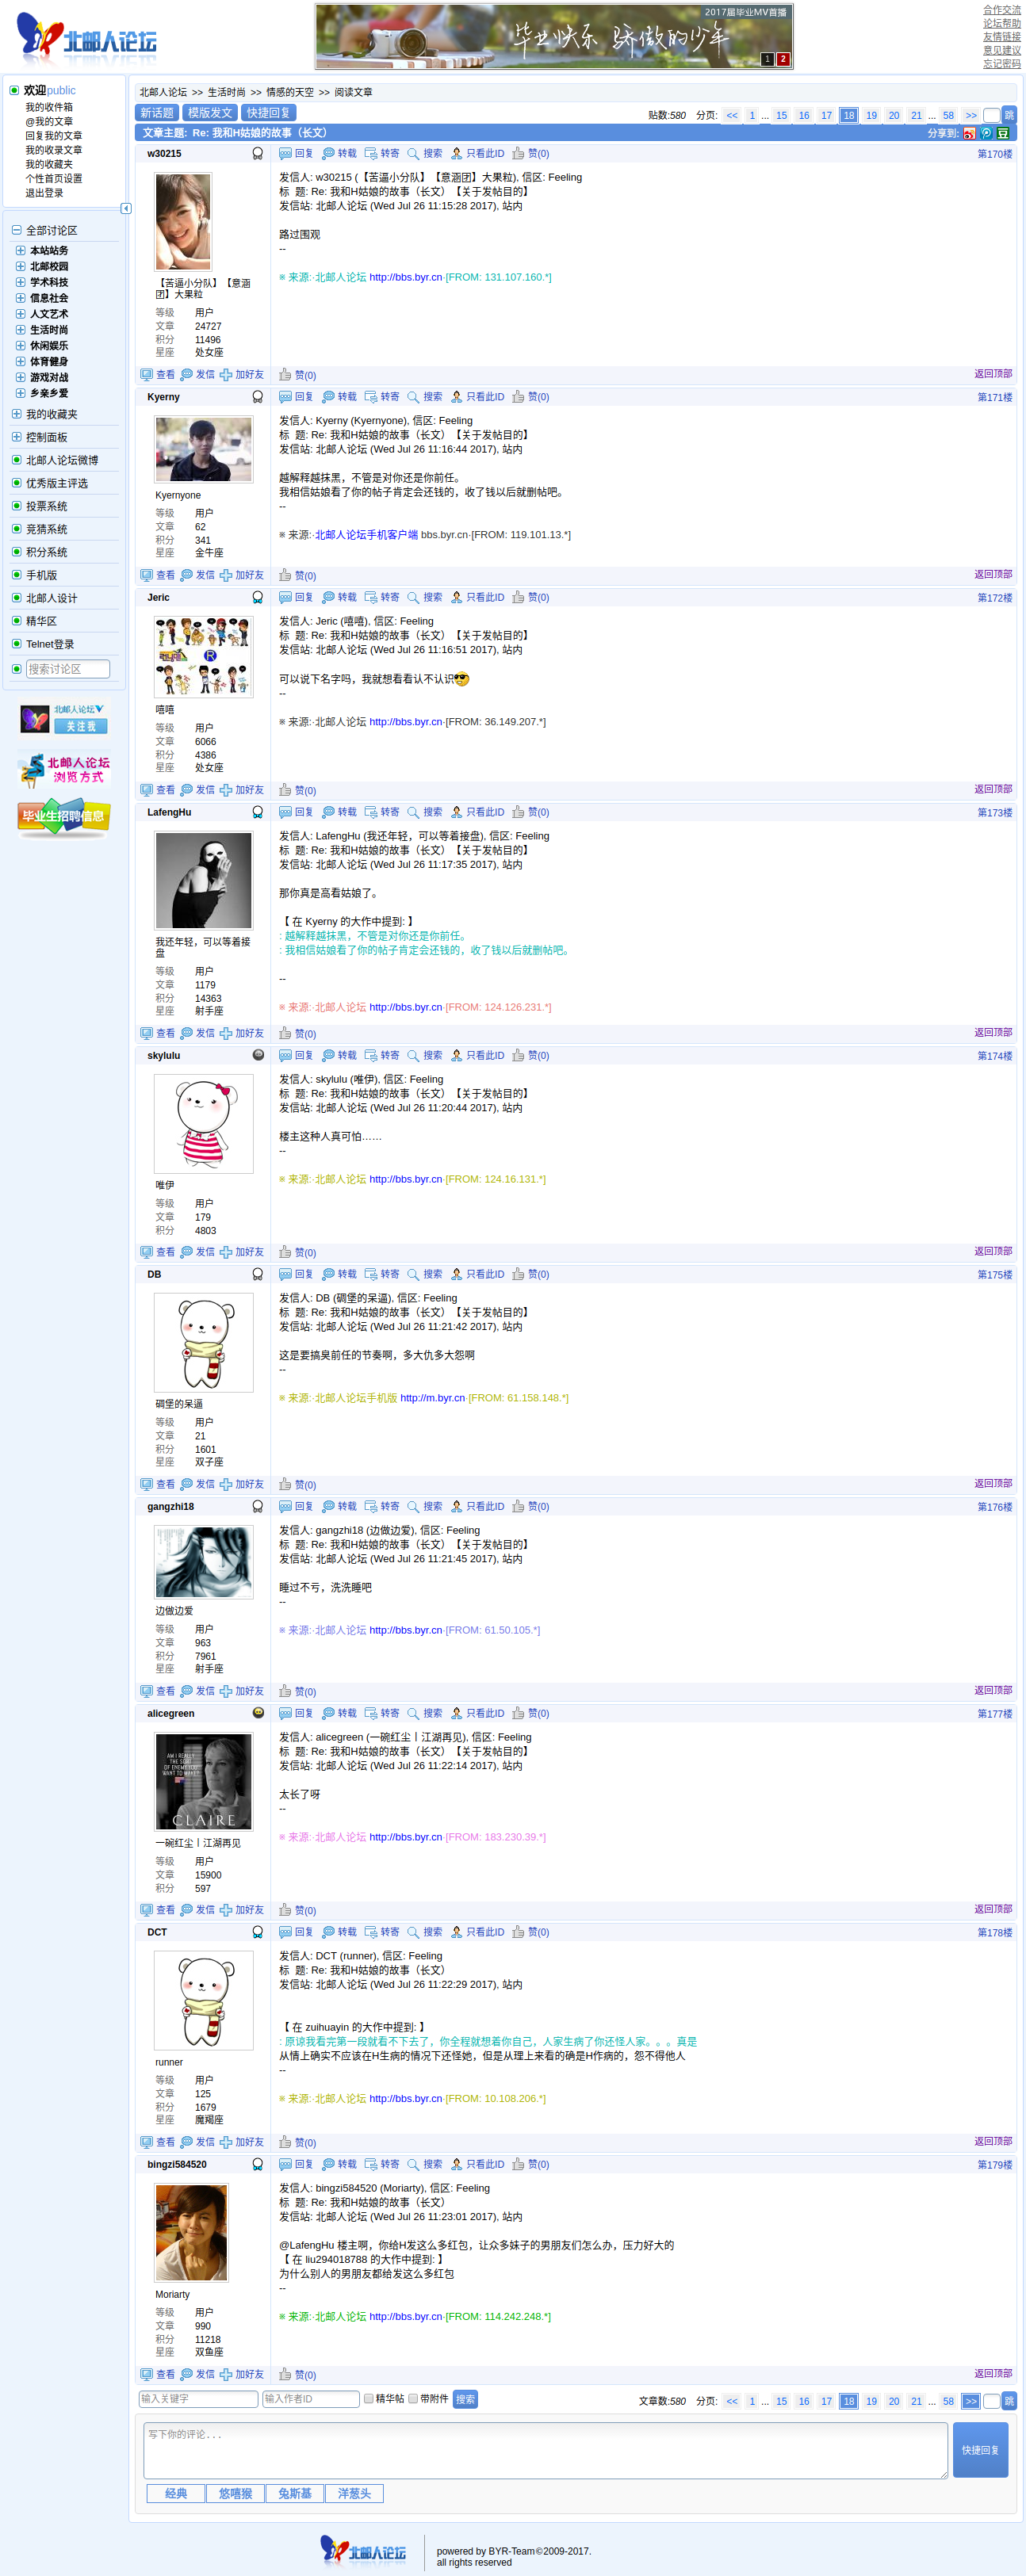 北邮人论坛
毕业快乐 骄傲的少年
2017届毕业MV首播
1 2
合作交流
论坛帮助
友情链接
意见建议
忘记密码
欢迎public
我的收件箱
@我的文章
回复我的文章
我的收录文章
我的收藏夹
个性首页设置
退出登录
全部讨论区
本站站务
北邮校园
学术科技
信息社会
人文艺术
生活时尚
休闲娱乐
体育健身
游戏对战
乡亲乡爱
我的收藏夹
控制面板
北邮人论坛微博
优秀版主评选
投票系统
竞猜系统
积分系统
手机版
北邮人设计
精华区
Telnet登录
搜索讨论区
北邮人论坛
关注我
北邮人论坛
浏览方式
毕业生招聘信息
北邮人论坛 >> 生活时尚 >> 情感的天空 >> 阅读文章
新话题 模版发文 快捷回复
贴数:580 分页: << 1 ... 15 16 17 18 19 20 21 ... 58 >> 跳
文章主题: Re: 我和H姑娘的故事（长文） 分享到:
w30215 回复 转载 转寄 搜索 只看此ID 赞(0) 第170楼
【苦逼小分队】【意涵
团】大果粒
等级 用户
文章 24727
积分 11496
星座 处女座
发信人: w30215 (【苦逼小分队】【意涵团】大果粒), 信区: Feeling
标 题: Re: 我和H姑娘的故事（长文）【关于发帖目的】
发信站: 北邮人论坛 (Wed Jul 26 11:15:28 2017), 站内
路过围观
--
※ 来源:·北邮人论坛 http://bbs.byr.cn·[FROM: 131.107.160.*]
查看 发信 加好友 赞(0) 返回顶部
Kyerny 回复 转载 转寄 搜索 只看此ID 赞(0) 第171楼
Kyernyone
等级 用户
文章 62
积分 341
星座 金牛座
发信人: Kyerny (Kyernyone), 信区: Feeling
标 题: Re: 我和H姑娘的故事（长文）【关于发帖目的】
发信站: 北邮人论坛 (Wed Jul 26 11:16:44 2017), 站内
越解释越抹黑，不管是对你还是你前任。
我相信姑娘看了你的帖子肯定会还钱的，收了钱以后就删帖吧。
--
※ 来源:·北邮人论坛手机客户端 bbs.byr.cn·[FROM: 119.101.13.*]
查看 发信 加好友 赞(0) 返回顶部
Jeric 回复 转载 转寄 搜索 只看此ID 赞(0) 第172楼
嘻嘻
等级 用户
文章 6066
积分 4386
星座 处女座
发信人: Jeric (嘻嘻), 信区: Feeling
标 题: Re: 我和H姑娘的故事（长文）【关于发帖目的】
发信站: 北邮人论坛 (Wed Jul 26 11:16:51 2017), 站内
可以说下名字吗，我就想看看认不认识
--
※ 来源:·北邮人论坛 http://bbs.byr.cn·[FROM: 36.149.207.*]
查看 发信 加好友 赞(0) 返回顶部
LafengHu 回复 转载 转寄 搜索 只看此ID 赞(0) 第173楼
我还年轻，可以等着接
盘
等级 用户
文章 1179
积分 14363
星座 射手座
发信人: LafengHu (我还年轻，可以等着接盘), 信区: Feeling
标 题: Re: 我和H姑娘的故事（长文）【关于发帖目的】
发信站: 北邮人论坛 (Wed Jul 26 11:17:35 2017), 站内
那你真是高看姑娘了。
【 在 Kyerny 的大作中提到: 】
: 越解释越抹黑，不管是对你还是你前任。
: 我相信姑娘看了你的帖子肯定会还钱的，收了钱以后就删帖吧。
--
※ 来源:·北邮人论坛 http://bbs.byr.cn·[FROM: 124.126.231.*]
查看 发信 加好友 赞(0) 返回顶部
skylulu 回复 转载 转寄 搜索 只看此ID 赞(0) 第174楼
唯伊
等级 用户
文章 179
积分 4803
发信人: skylulu (唯伊), 信区: Feeling
标 题: Re: 我和H姑娘的故事（长文）【关于发帖目的】
发信站: 北邮人论坛 (Wed Jul 26 11:20:44 2017), 站内
楼主这种人真可怕……
--
※ 来源:·北邮人论坛 http://bbs.byr.cn·[FROM: 124.16.131.*]
查看 发信 加好友 赞(0) 返回顶部
DB 回复 转载 转寄 搜索 只看此ID 赞(0) 第175楼
碉堡的呆逼
等级 用户
文章 21
积分 1601
星座 双子座
发信人: DB (碉堡的呆逼), 信区: Feeling
标 题: Re: 我和H姑娘的故事（长文）【关于发帖目的】
发信站: 北邮人论坛 (Wed Jul 26 11:21:42 2017), 站内
这是要搞臭前任的节奏啊，多大仇多大怨啊
--
※ 来源:·北邮人论坛手机版 http://m.byr.cn·[FROM: 61.158.148.*]
查看 发信 加好友 赞(0) 返回顶部
gangzhi18 回复 转载 转寄 搜索 只看此ID 赞(0) 第176楼
边做边爱
等级 用户
文章 963
积分 7961
星座 射手座
发信人: gangzhi18 (边做边爱), 信区: Feeling
标 题: Re: 我和H姑娘的故事（长文）【关于发帖目的】
发信站: 北邮人论坛 (Wed Jul 26 11:21:45 2017), 站内
睡过不亏，洗洗睡吧
--
※ 来源:·北邮人论坛 http://bbs.byr.cn·[FROM: 61.50.105.*]
查看 发信 加好友 赞(0) 返回顶部
alicegreen 回复 转载 转寄 搜索 只看此ID 赞(0) 第177楼
AM I REALLY
THE SORT
OF ENEMY YOU
WANT TO MAKE?
CLAIRE
一碗红尘丨江湖再见
等级 用户
文章 15900
积分 597
发信人: alicegreen (一碗红尘丨江湖再见), 信区: Feeling
标 题: Re: 我和H姑娘的故事（长文）【关于发帖目的】
发信站: 北邮人论坛 (Wed Jul 26 11:22:14 2017), 站内
太长了呀
--
※ 来源:·北邮人论坛 http://bbs.byr.cn·[FROM: 183.230.39.*]
查看 发信 加好友 赞(0) 返回顶部
DCT 回复 转载 转寄 搜索 只看此ID 赞(0) 第178楼
runner
等级 用户
文章 125
积分 1679
星座 魔羯座
发信人: DCT (runner), 信区: Feeling
标 题: Re: 我和H姑娘的故事（长文）
发信站: 北邮人论坛 (Wed Jul 26 11:22:29 2017), 站内
【 在 zuihuayin 的大作中提到: 】
: 原谅我看完第一段就看不下去了，你全程就想着你自己，人家生病了你还怪人家。。。真是
从情上确实不应该在H生病的情况下还怪她，但是从理上来看的确是H作病的，怨不得他人
--
※ 来源:·北邮人论坛 http://bbs.byr.cn·[FROM: 10.108.206.*]
查看 发信 加好友 赞(0) 返回顶部
bingzi584520 回复 转载 转寄 搜索 只看此ID 赞(0) 第179楼
Moriarty
等级 用户
文章 990
积分 11218
星座 双鱼座
发信人: bingzi584520 (Moriarty), 信区: Feeling
标 题: Re: 我和H姑娘的故事（长文）
发信站: 北邮人论坛 (Wed Jul 26 11:23:01 2017), 站内
@LafengHu 楼主啊，你给H发这么多红包，让众多妹子的男朋友们怎么办，压力好大的
【 在 liu294018788 的大作中提到: 】
为什么别人的男朋友都给发这么多红包
--
※ 来源:·北邮人论坛 http://bbs.byr.cn·[FROM: 114.242.248.*]
查看 发信 加好友 赞(0) 返回顶部
输入关键字 输入作者ID 精华帖 带附件 搜索
文章数:580 分页: << 1 ... 15 16 17 18 19 20 21 ... 58 >> 跳
写下你的评论...
快捷回复
经典 悠嘻猴 兔斯基 洋葱头
北邮人论坛
powered by BYR-Team©2009-2017.
all rights reserved